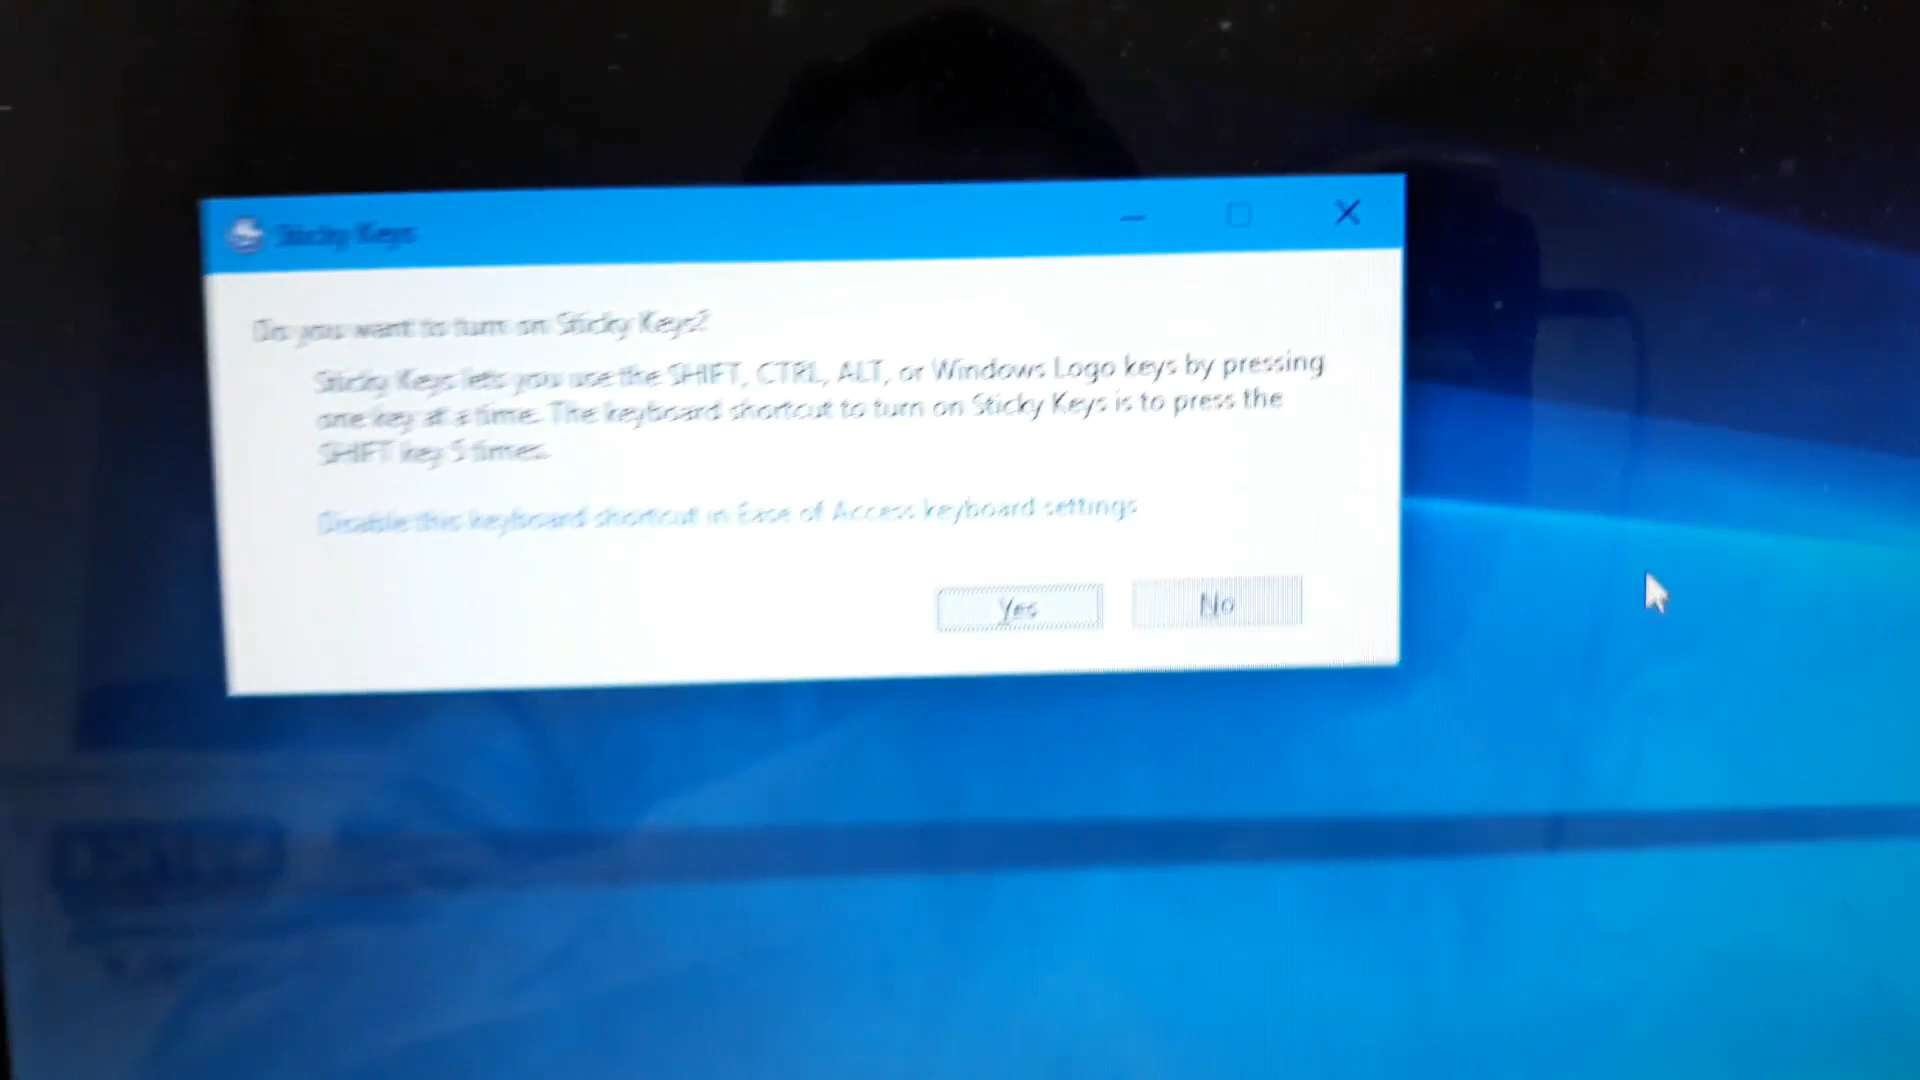 Sticky Keys
Do you want to turn on Sticky Keys?
Sticky Keys lets you use the SHIFT, CTRL, ALT, or Windows Logo keys by pressing
one key at a time. The keyboard shortcut to turn on Sticky Keys is to press the
SHIFT key 5 times.
Disable this keyboard shortcut in Ease of Access keyboard settings
Yes No